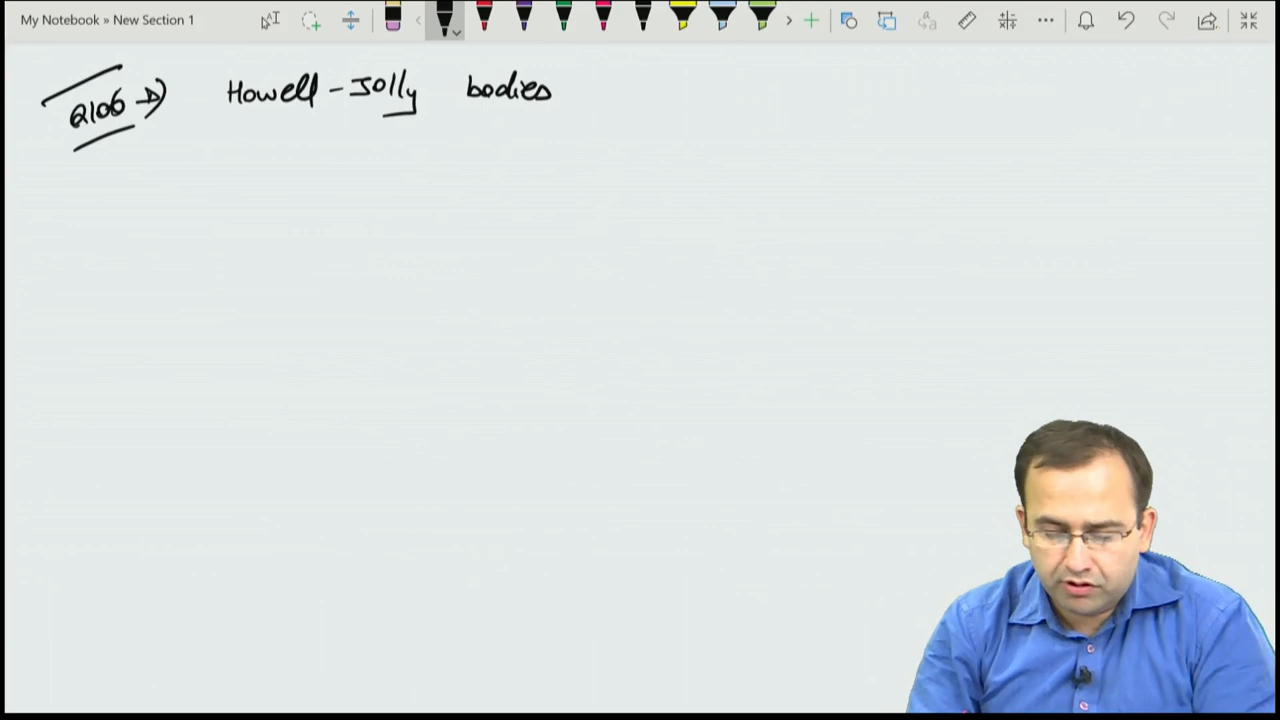 My Notebook » New Section 1
Q106 → Howell-Jolly bodies